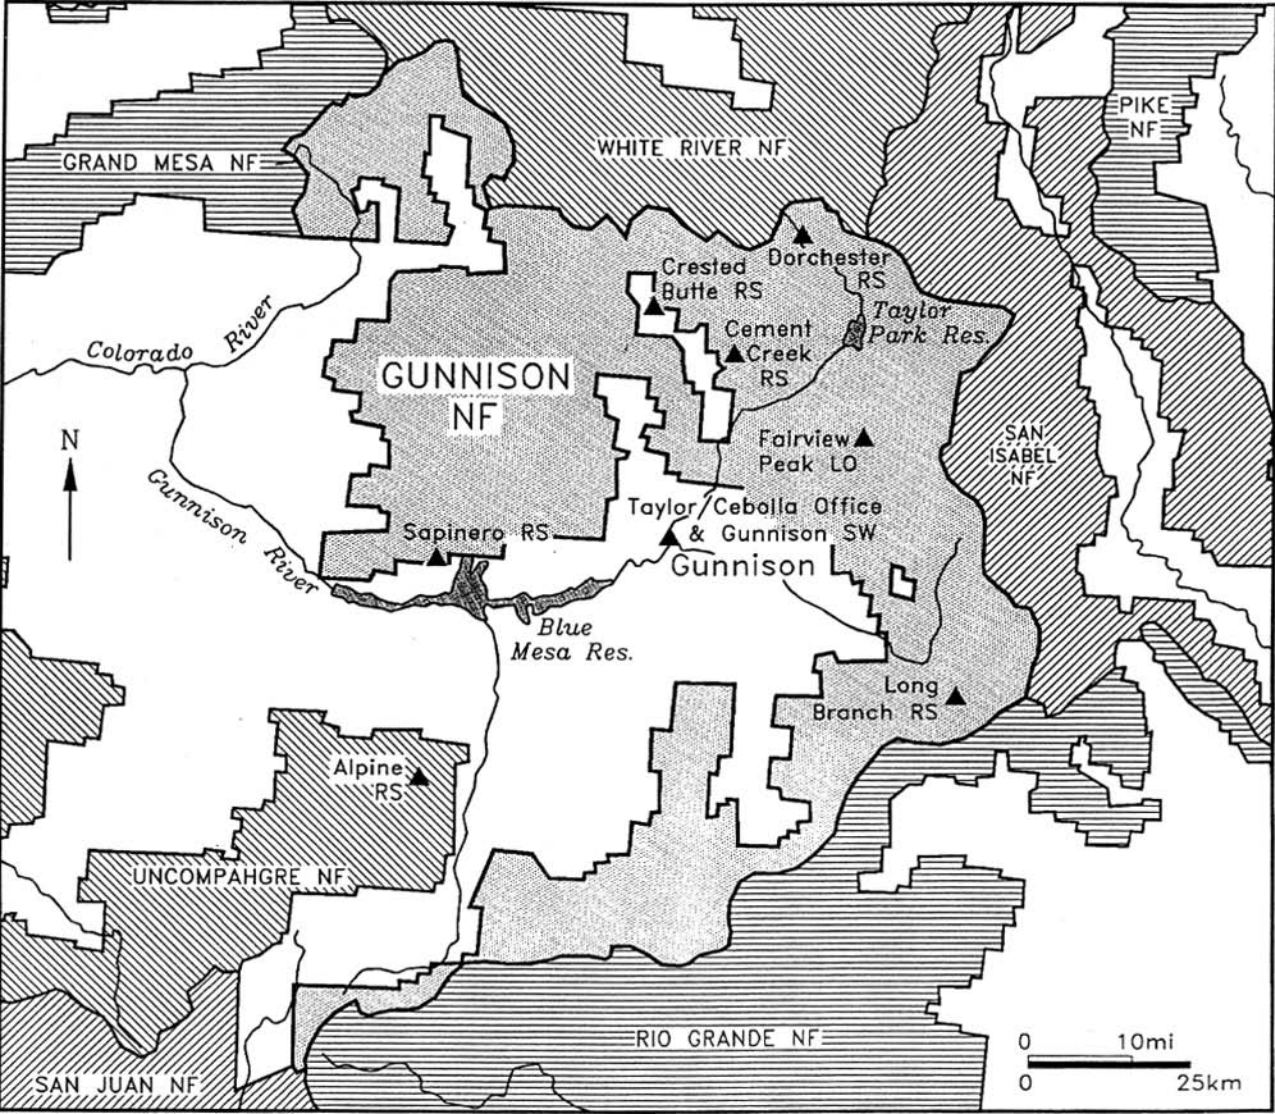 PIKE
NF
GRAND MESA NF
WHITE RIVER NF
Dorchester
RS
Crested
Butte RS
Taylor
Park Res.
Cement
Creek
RS
Colorado River
GUNNISON
NF
N
Fairview
Peak LO
SAN
ISABEL
NF
Gunnison River
Taylor/Cebolla Office
& Gunnison SW
Sapinero RS
Gunnison
Blue
Mesa Res.
Long
Branch RS
Alpine
RS
UNCOMPAHGRE NF
RIO GRANDE NF
SAN JUAN NF
0 10mi
0 25km